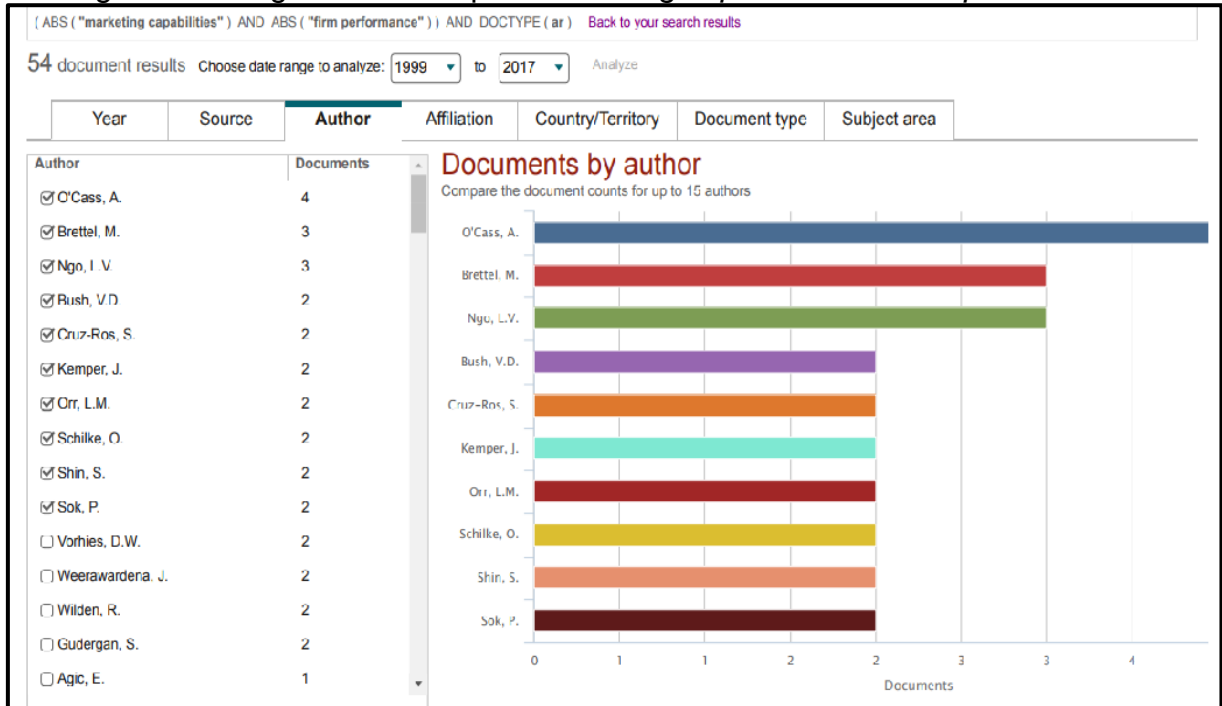 ( ABS ( "marketing capabilities" ) AND ABS ( "firm performance" ) ) AND DOCTYPE ( ar ) Back to your search results
54 document results Choose date range to analyze: 1999 to 2017 Analyze
Year Source Author Affiliation Country/Territory Document type Subject area
Author Documents
O'Cass, A. 4
Brettel, M. 3
Ngo, L.V. 3
Bush, V.D. 2
Cruz-Ros, S. 2
Kemper, J. 2
Orr, L.M. 2
Schilke, O. 2
Shin, S. 2
Sok, P. 2
Vorhies, D.W. 2
Weerawardena, J. 2
Wilden, R. 2
Gudergan, S. 2
Agic, E. 1
Documents by author
Compare the document counts for up to 15 authors
O'Cass, A.
Brettel, M.
Ngo, L.V.
Bush, V.D.
Cruz-Ros, S.
Kemper, J.
Orr, L.M.
Schilke, O.
Shin, S.
Sok, P.
0 1 1 2 2 3 3 4
Documents